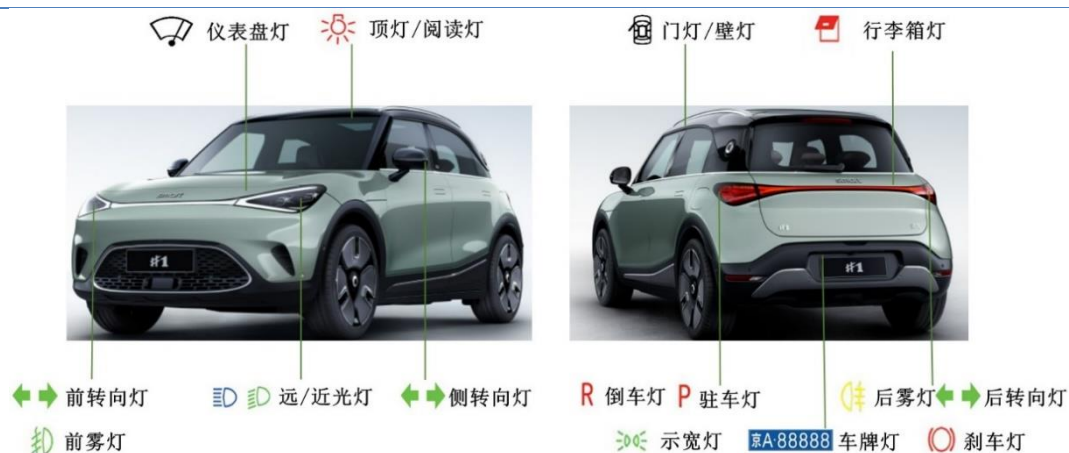 仪表盘灯 顶灯/阅读灯 门灯/壁灯 行李箱灯
#1 #1
前转向灯 远/近光灯 侧转向灯 R 倒车灯 P 驻车灯 后雾灯 后转向灯
前雾灯 示宽灯 京A·88888 车牌灯 刹车灯